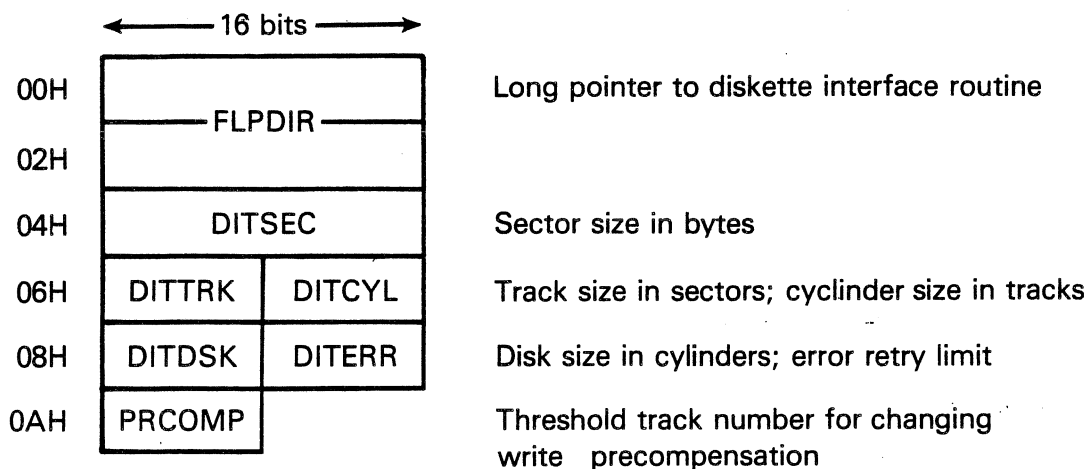 16 bits
00H Long pointer to diskette interface routine
FLPDIR
02H
04H DITSEC Sector size in bytes
06H DITTRK DITCYL Track size in sectors; cyclinder size in tracks
08H DITDSK DITERR Disk size in cylinders; error retry limit
0AH PRCOMP Threshold track number for changing
write precompensation